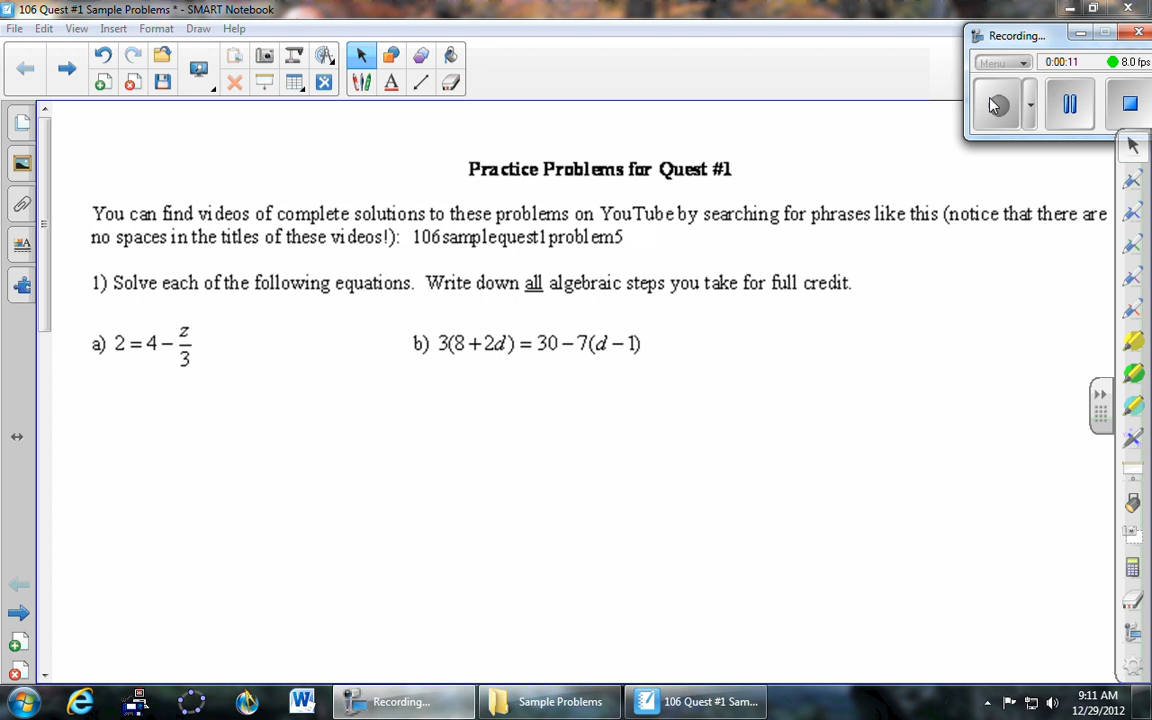 106 Quest #1 Sample Problems * - SMART Notebook
File Edit View Insert Format Draw Help
Recording...
Menu 0:00:11 8.0 fps
Practice Problems for Quest #1
You can find videos of complete solutions to these problems on YouTube by searching for phrases like this (notice that there are
no spaces in the titles of these videos!): 106samplequest1problem5
1) Solve each of the following equations. Write down all algebraic steps you take for full credit.
a) 2 = 4 − z/3 b) 3(8 + 2d) = 30 − 7(d − 1)
Recording... Sample Problems 106 Quest #1 Sam...
9:11 AM
12/29/2012